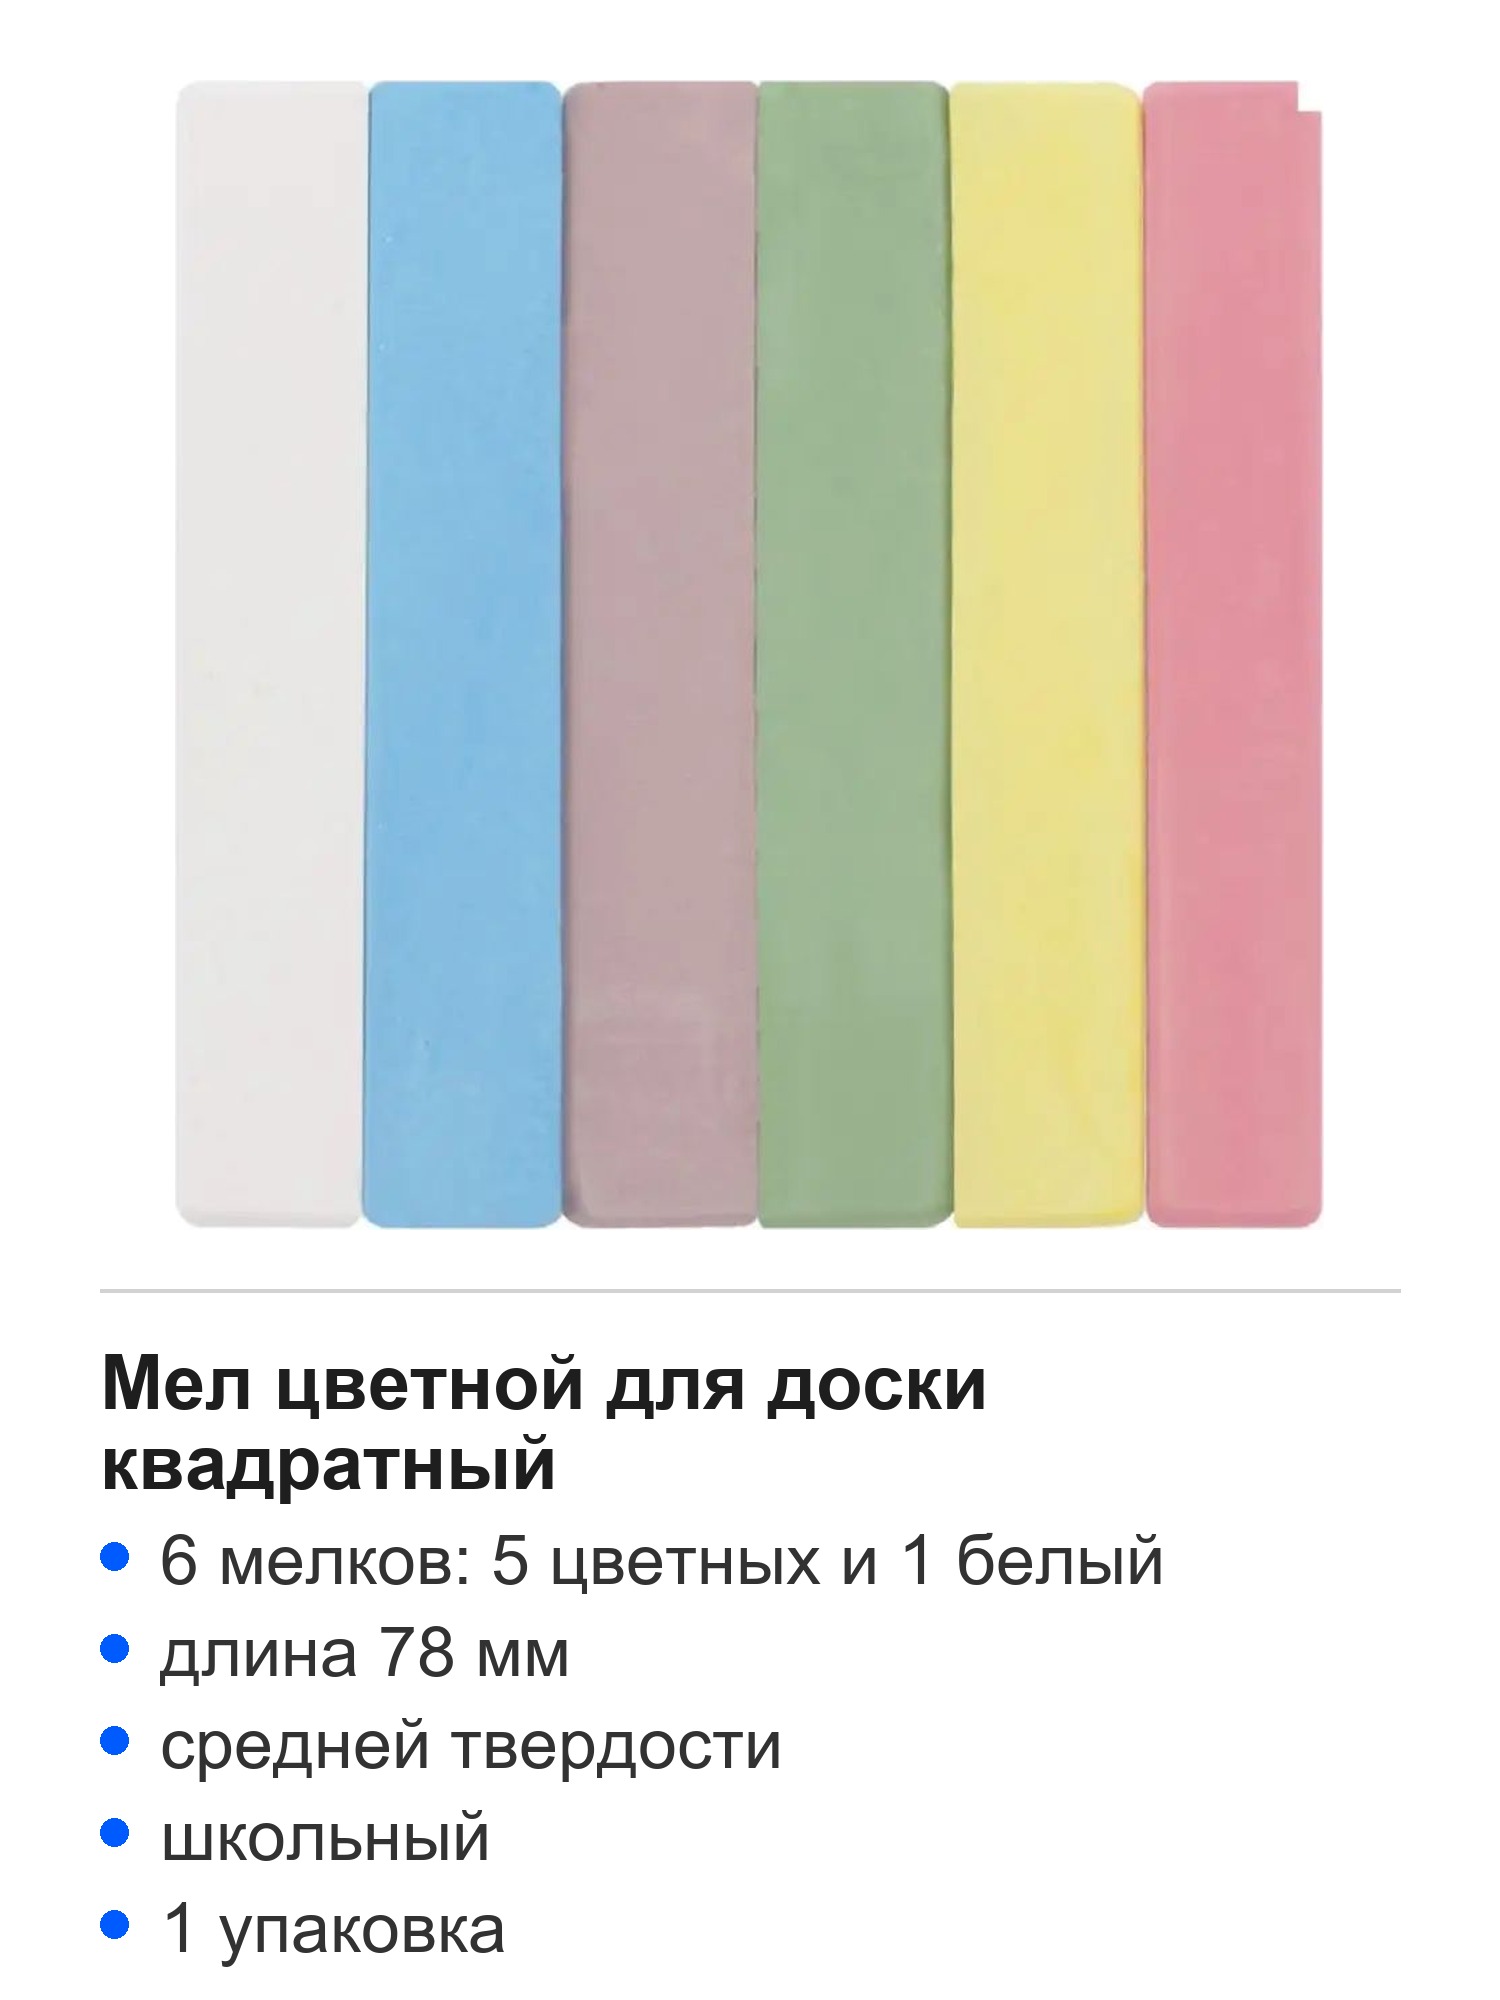 Мел цветной для доски
квадратный
6 мелков: 5 цветных и 1 белый
длина 78 мм
средней твердости
школьный
1 упаковка